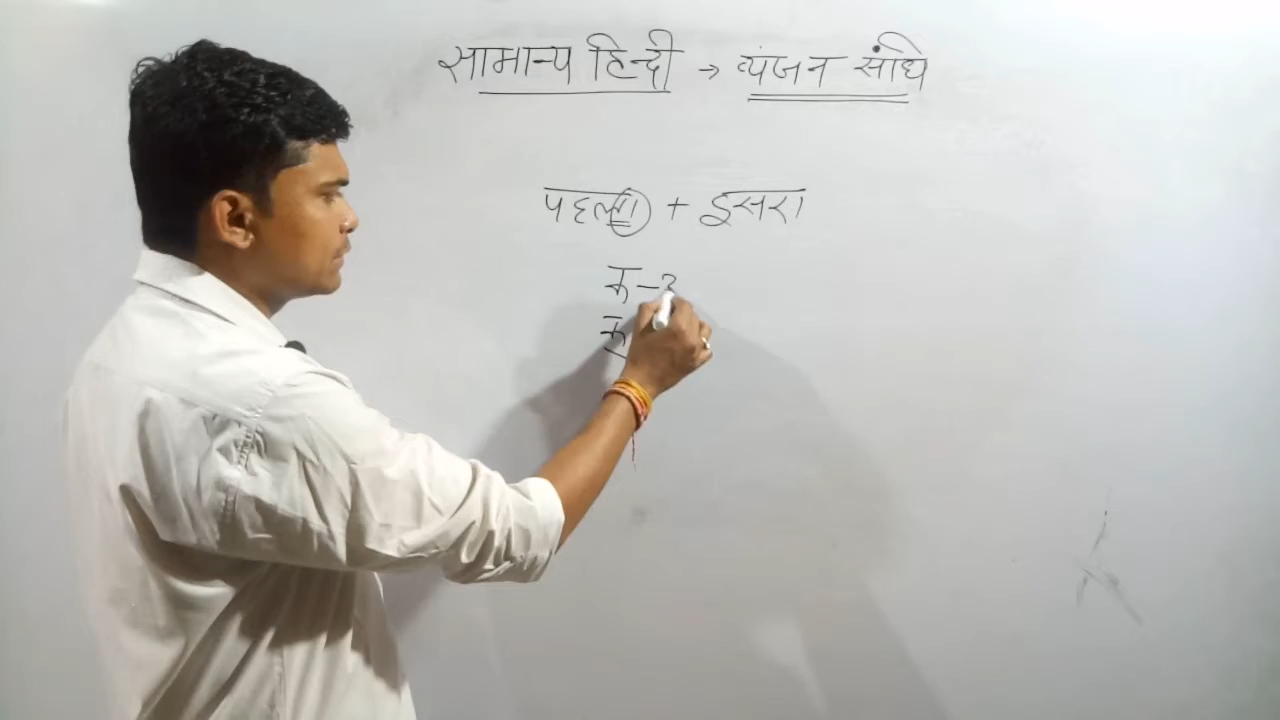 सामान्य हिन्दी → व्यंजन संधि
पहला + दूसरा
क -
क